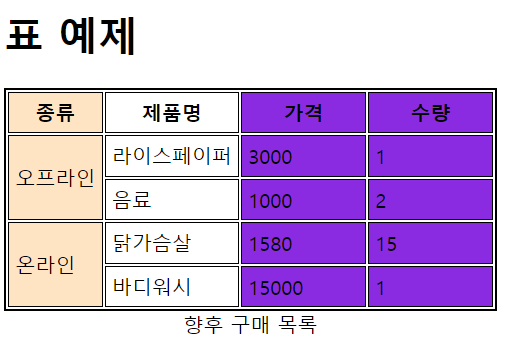 표 예제
종류 제품명 가격 수량
오프라인 라이스페이퍼 3000 1
음료 1000 2
온라인 닭가슴살 1580 15
바디워시 15000 1
향후 구매 목록